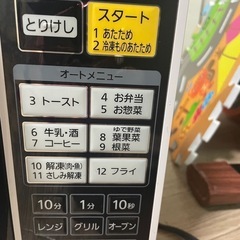 とりけし
スタート
1 あたため
2 冷凍ものあたため
オートメニュー
3 トースト
4 お弁当
5 お惣菜
6 牛乳・酒
7 コーヒー
ゆで野菜
8 葉果菜
9 根菜
10 解凍(肉・魚)
11 さしみ解凍
12 フライ
10分
1分
10秒
レンジ
グリル
オーブン